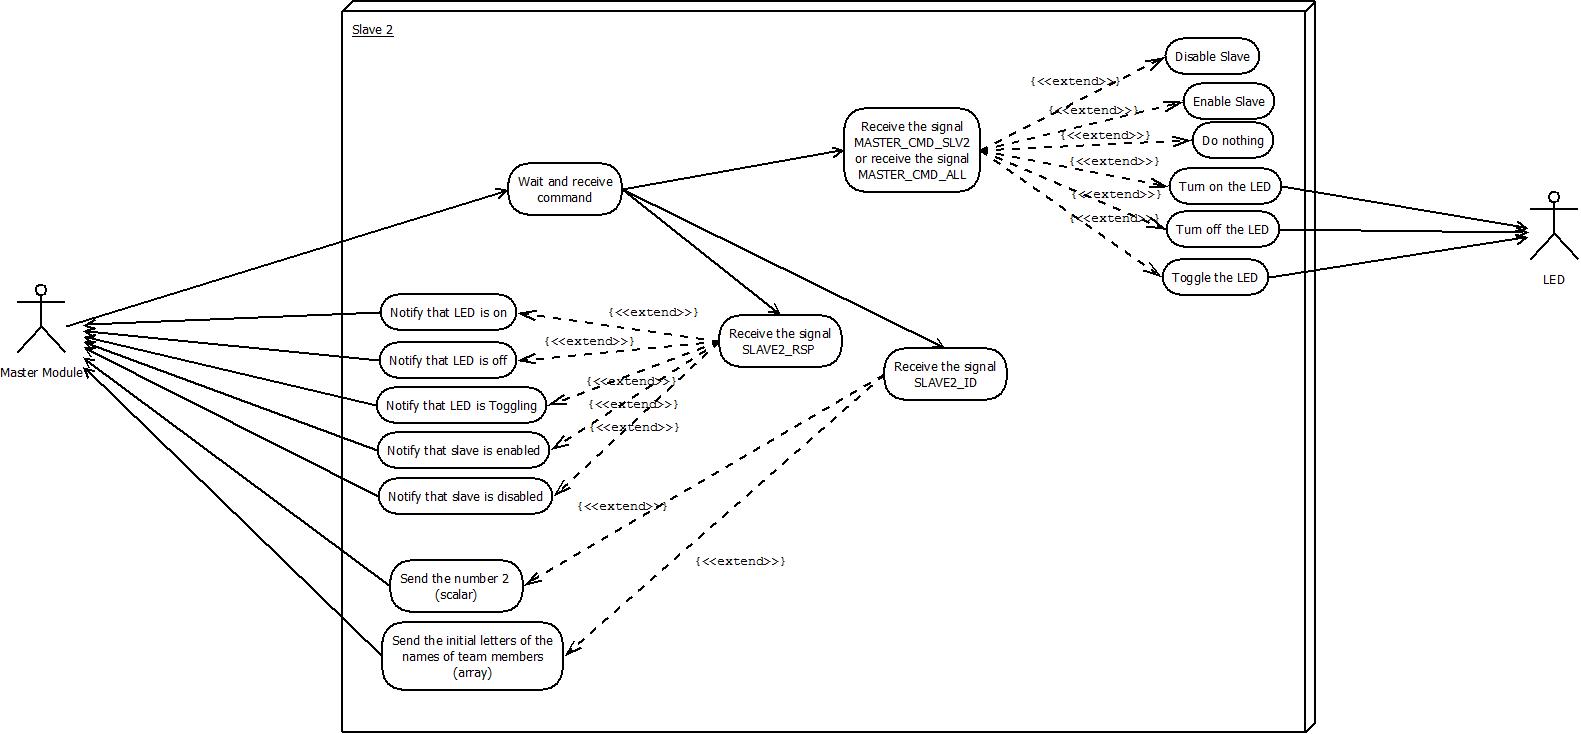 Slave 2
Disable Slave
{<<extend>>}
Enable Slave
{<<extend>>}
Receive the signal
MASTER_CMD_SLV2
or receive the signal
MASTER_CMD_ALL
{<<extend>>}
Do nothing
{<<extend>>}
Turn on the LED
{<<extend>>}
{<<extend>>}
Turn off the LED
Toggle the LED
LED
Wait and receive
command
Master Module
Notify that LED is on
{<<extend>>}
Notify that LED is off
{<<extend>>}
Receive the signal
SLAVE2_RSP
Receive the signal
SLAVE2_ID
{<<extend>>}
Notify that LED is Toggling
{<<extend>>}
{<<extend>>}
Notify that slave is enabled
Notify that slave is disabled
{<<extend>>}
{<<extend>>}
Send the number 2
(scalar)
Send the initial letters of the
names of team members
(array)